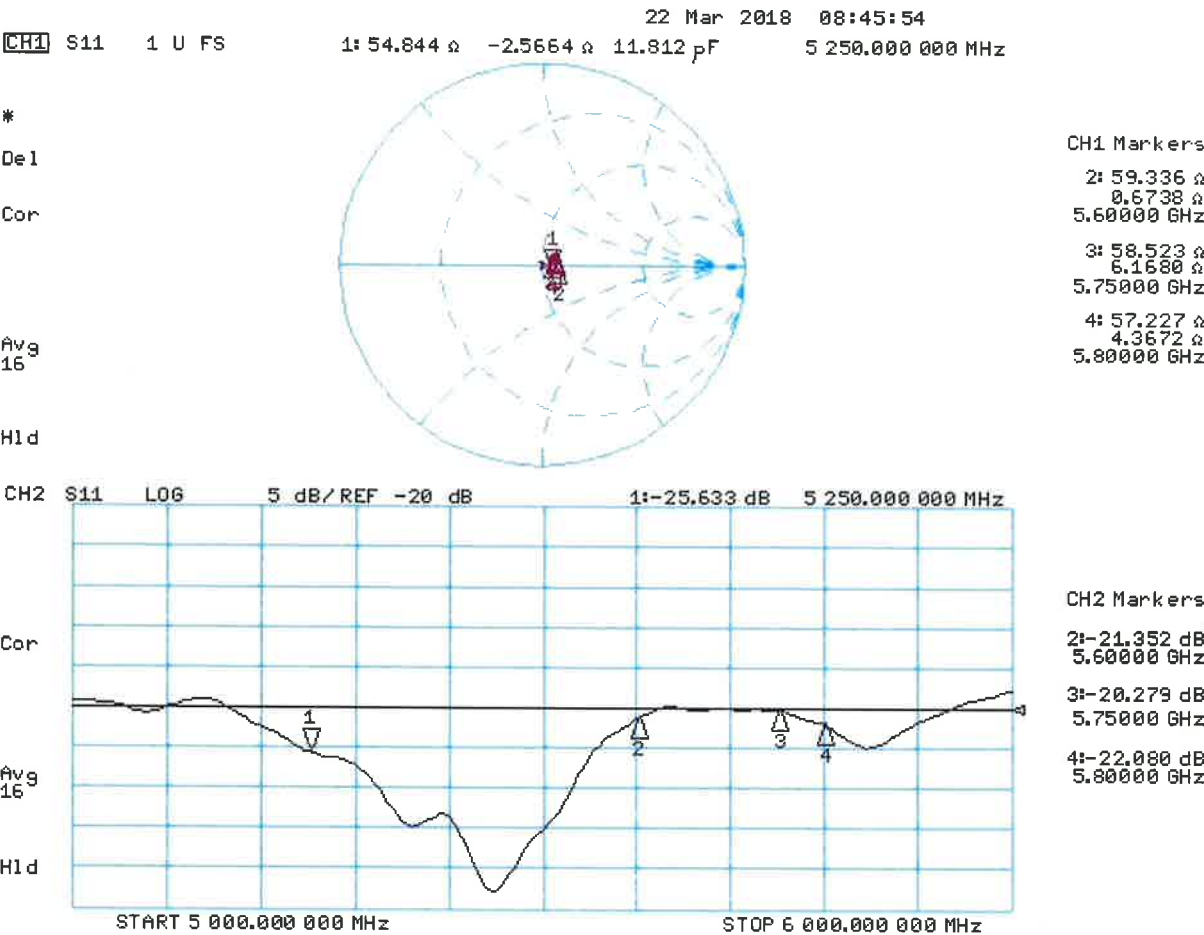 22 Mar 2018 08:45:54
CH1 S11 1 U FS 1: 54.844 Ω -2.5664 Ω 11.812 pF 5 250.000 000 MHz
*
Del
Cor
Avg
16
Hld
CH1 Markers
2: 59.336 Ω
0.6738 Ω
5.60000 GHz
3: 58.523 Ω
6.1680 Ω
5.75000 GHz
4: 57.227 Ω
4.3672 Ω
5.80000 GHz
1
2
CH2 S11 LOG 5 dB/ REF -20 dB 1:-25.633 dB 5 250.000 000 MHz
Cor
Avg
16
Hld
1
2
3
4
CH2 Markers
2:-21.352 dB
5.60000 GHz
3:-20.279 dB
5.75000 GHz
4:-22.080 dB
5.80000 GHz
START 5 000.000 000 MHz STOP 6 000.000 000 MHz